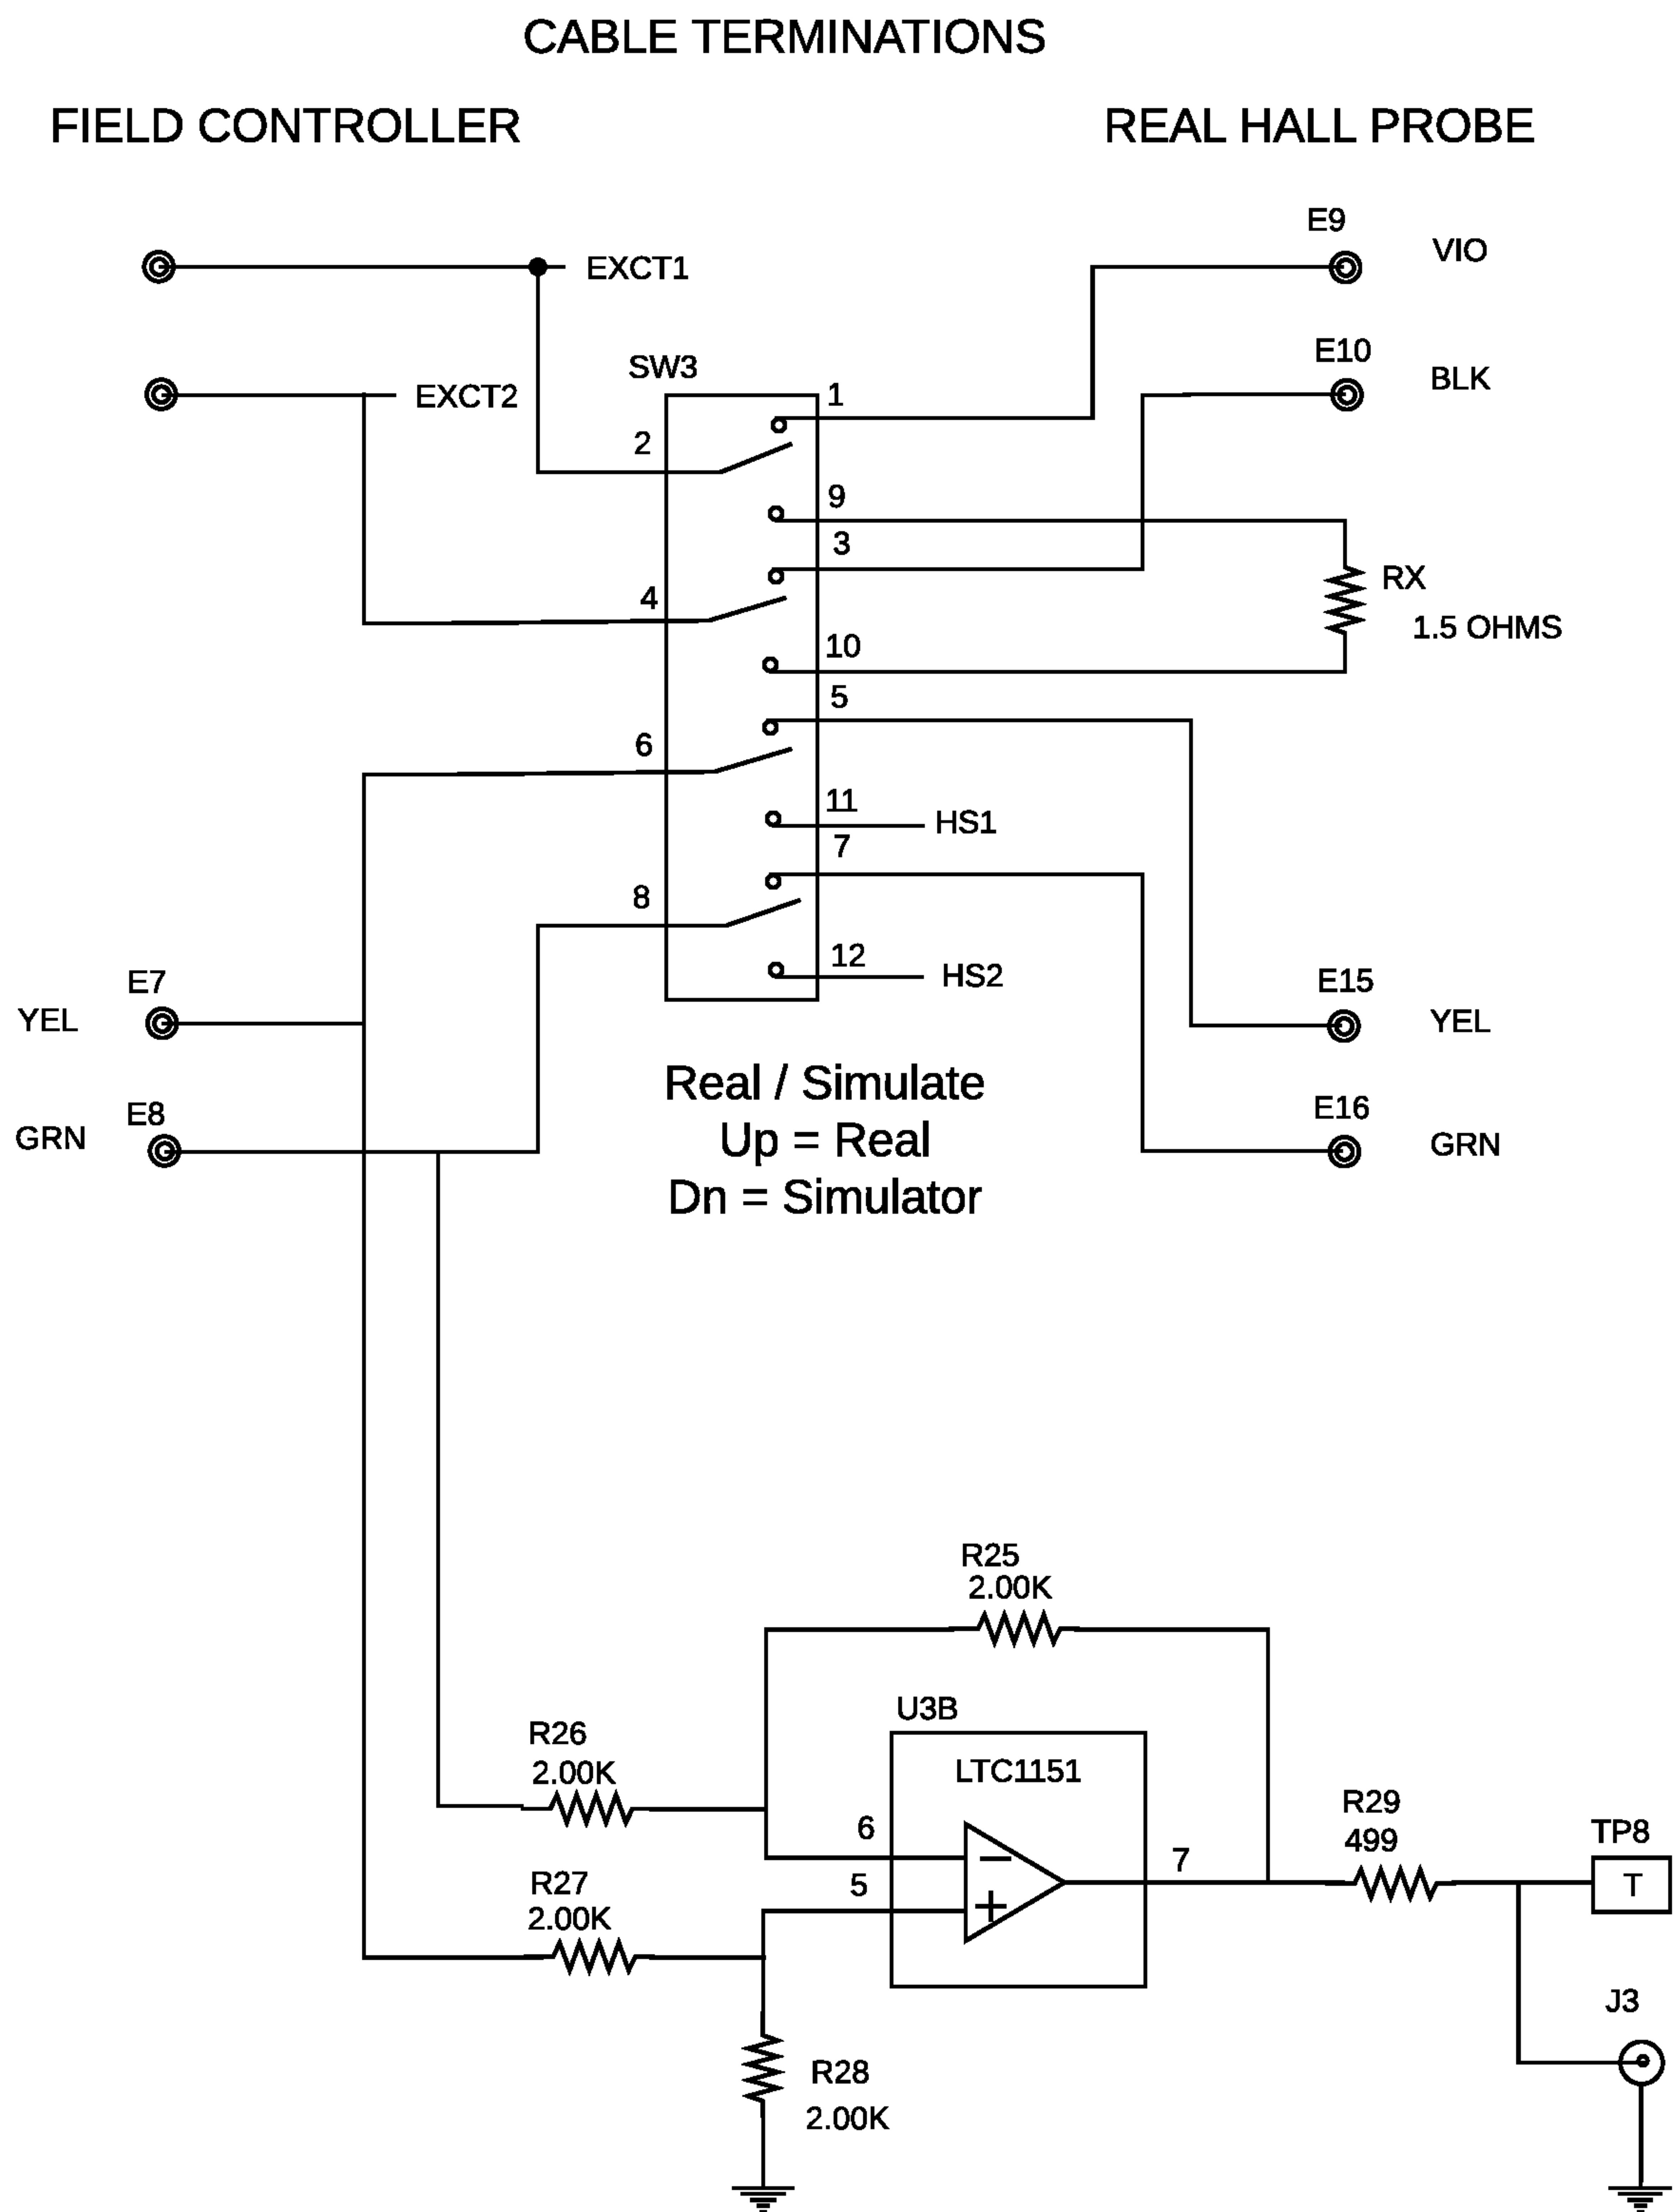 CABLE TERMINATIONS
FIELD CONTROLLER
REAL HALL PROBE
E9
VIO
EXCT1
E10
BLK
SW3
EXCT2
1
2
9
3
RX
4
1.5 OHMS
10
5
6
11
HS1
7
8
12
HS2
E7
E15
YEL
YEL
Real / Simulate
E8
E16
GRN
GRN
Up = Real
Dn = Simulator
R25
2.00K
U3B
R26
2.00K
LTC1151
R29
499
6
TP8
7
T
R27
5
2.00K
J3
R28
2.00K